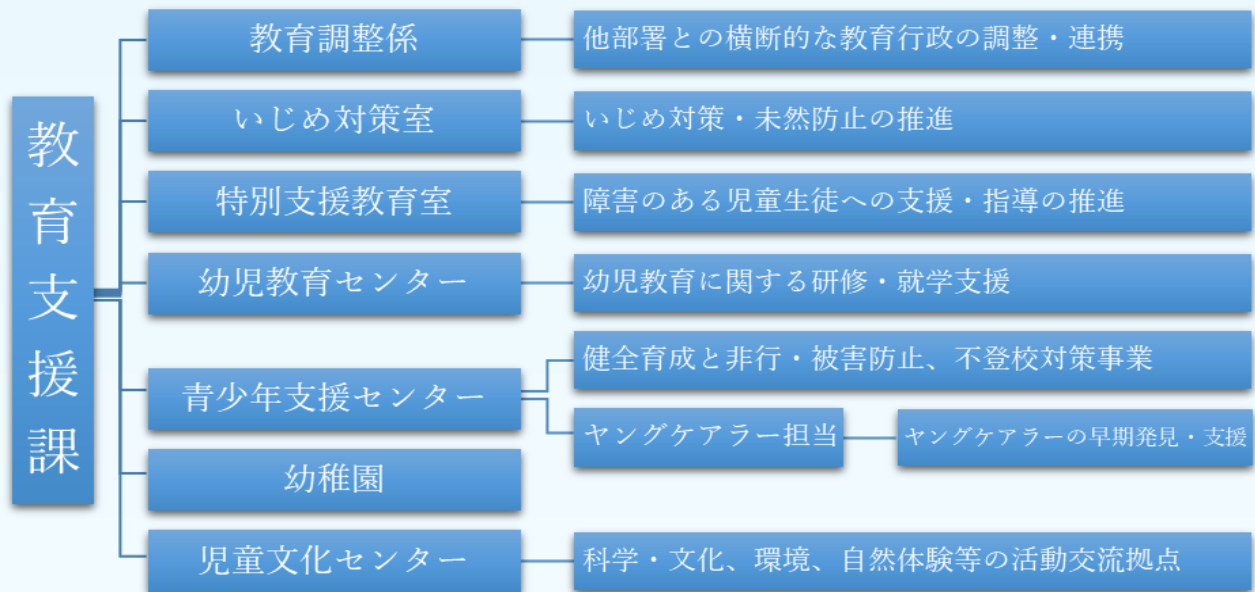 教育支援課
教育調整係
他部署との横断的な教育行政の調整・連携
いじめ対策室
いじめ対策・未然防止の推進
特別支援教育室
障害のある児童生徒への支援・指導の推進
幼児教育センター
幼児教育に関する研修・就学支援
青少年支援センター
健全育成と非行・被害防止、不登校対策事業
ヤングケアラー担当
ヤングケアラーの早期発見・支援
幼稚園
児童文化センター
科学・文化、環境、自然体験等の活動交流拠点